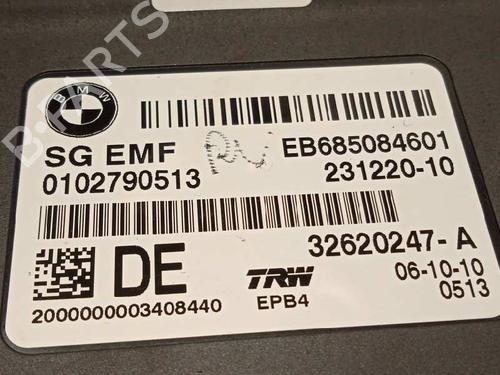 BMW
SG EMF
EB685084601
0102790513
231220-10
DE
32620247-A
TRW
06-10-10
EPB4
0513
2000000003408440
B-PARTS